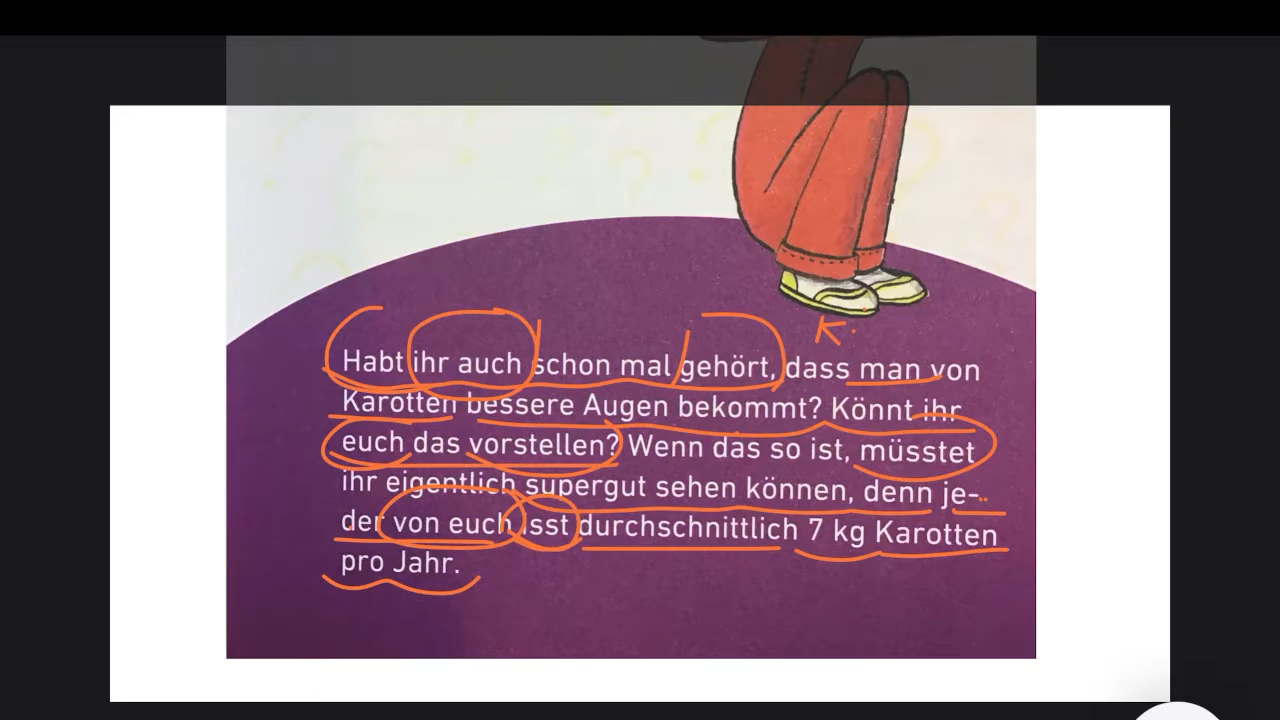 K.
Habt ihr auch schon mal gehört, dass man von
Karotten bessere Augen bekommt? Könnt ihr
euch das vorstellen? Wenn das so ist, müsstet
ihr eigentlich supergut sehen können, denn je-
der von euch isst durchschnittlich 7 kg Karotten
pro Jahr.